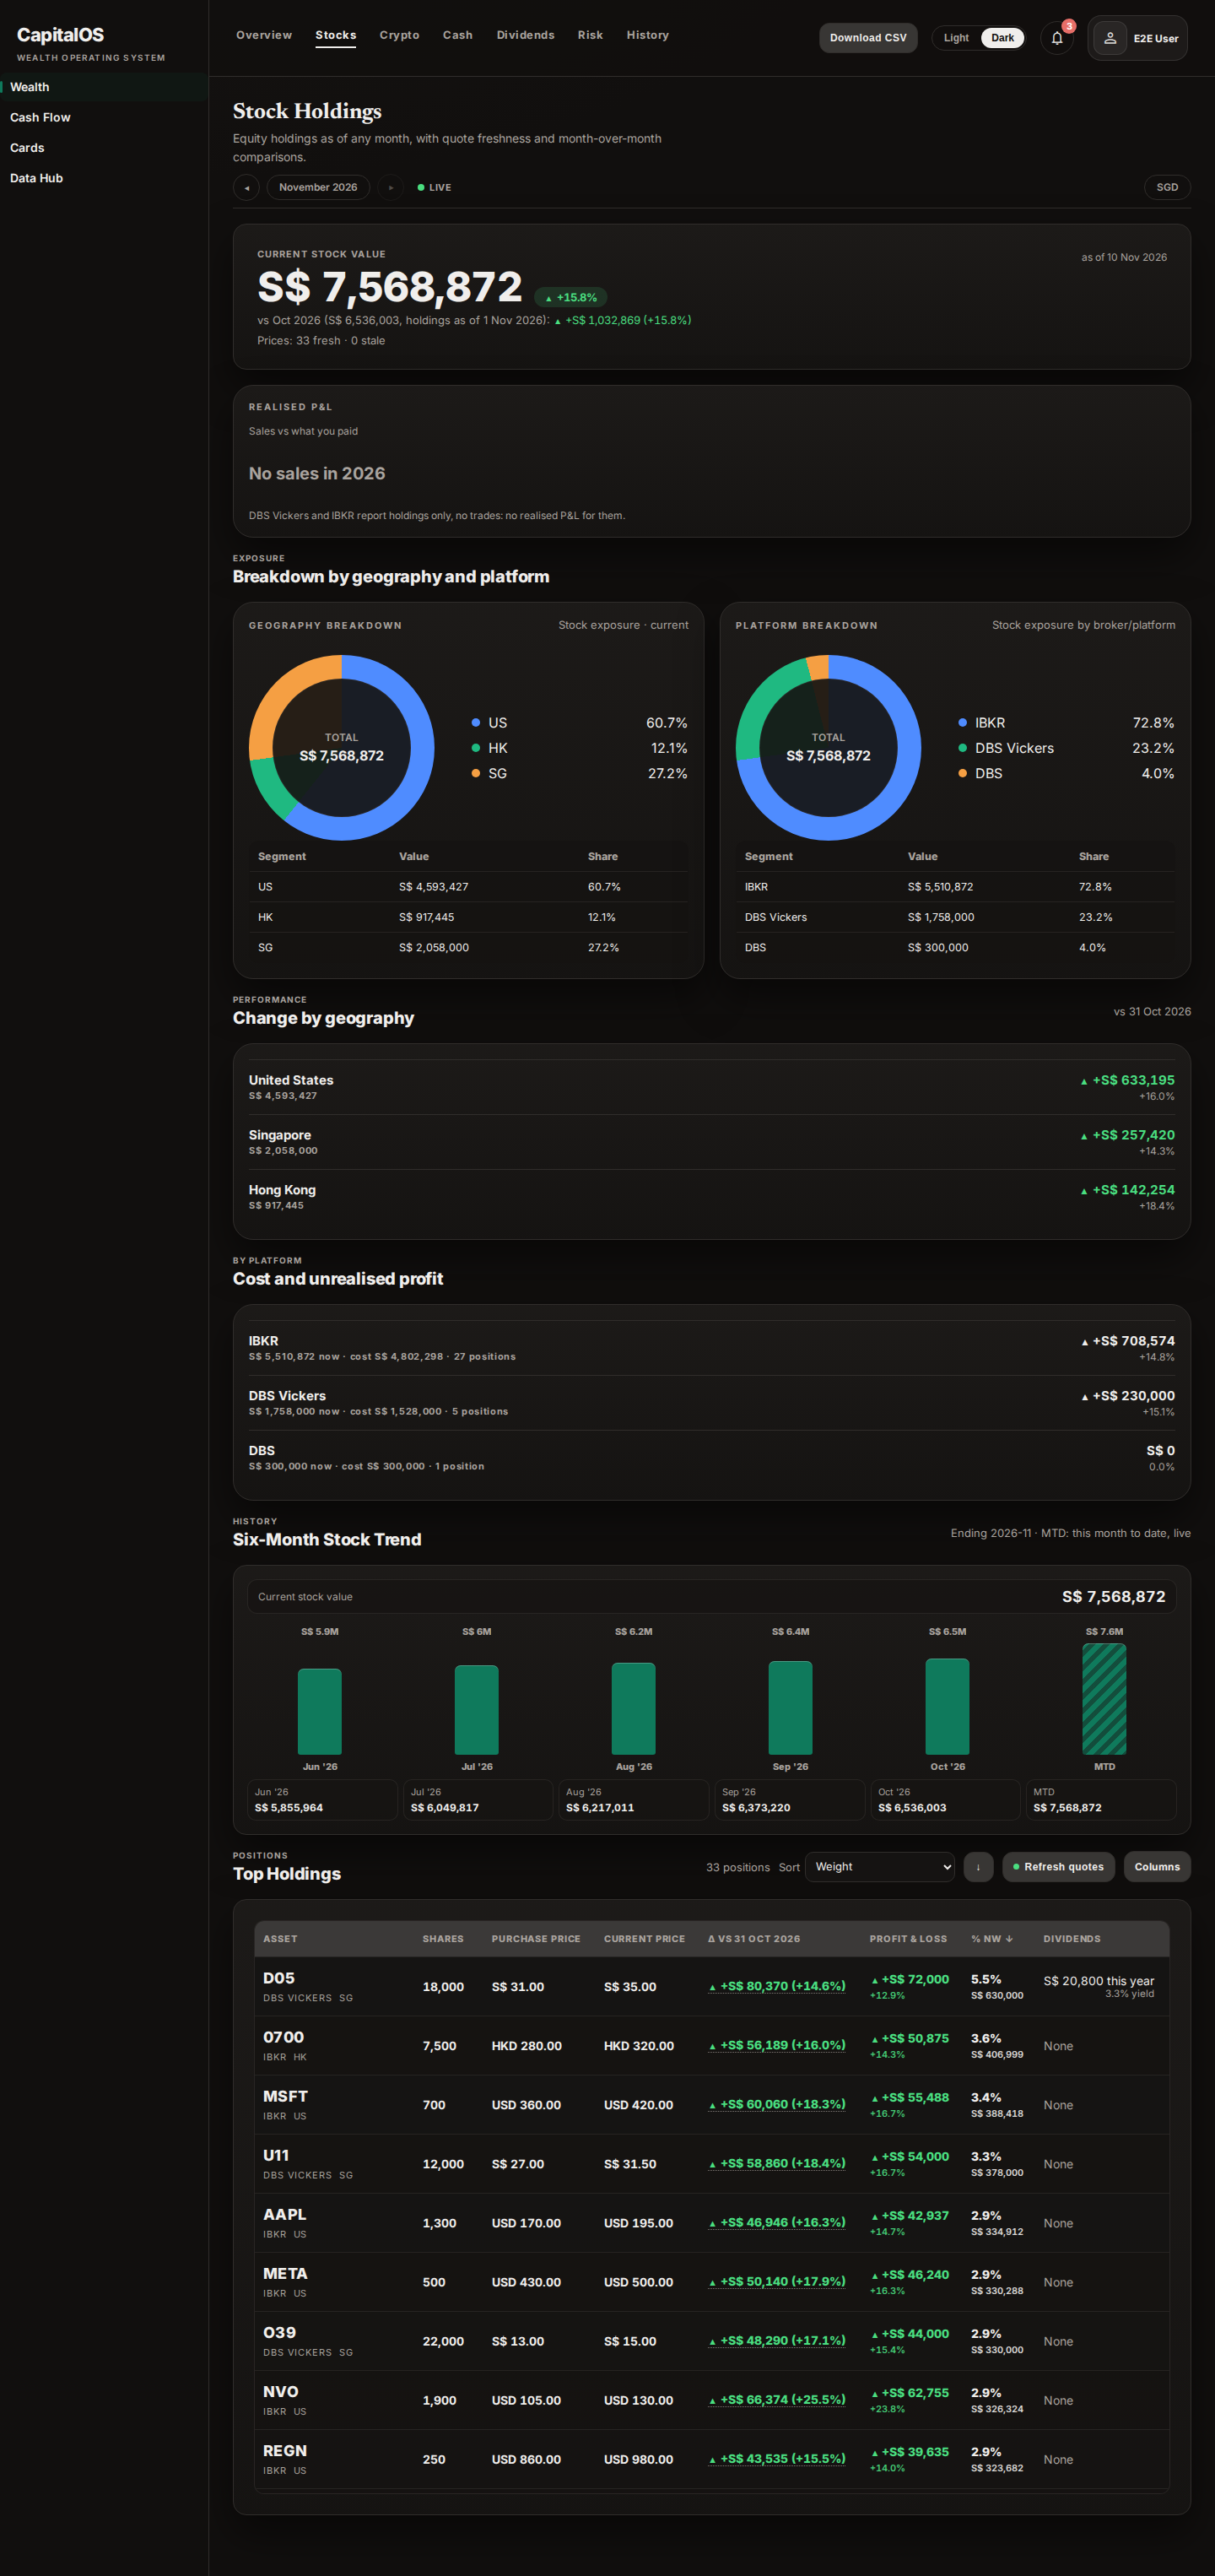 CapitalOS
WEALTH OPERATING SYSTEM
Wealth
Cash Flow
Cards
Data Hub
Overview Stocks Crypto Cash Dividends Risk History
Download CSV
Light Dark
3
E2E User
Stock Holdings
Equity holdings as of any month, with quote freshness and month-over-month
comparisons.
November 2026
LIVE
SGD
CURRENT STOCK VALUE
as of 10 Nov 2026
S$ 7,568,872 ▲ +15.8%
vs Oct 2026 (S$ 6,536,003, holdings as of 1 Nov 2026): ▲ +S$ 1,032,869 (+15.8%)
Prices: 33 fresh · 0 stale
REALISED P&L
Sales vs what you paid
No sales in 2026
DBS Vickers and IBKR report holdings only, no trades: no realised P&L for them.
EXPOSURE
Breakdown by geography and platform
GEOGRAPHY BREAKDOWN Stock exposure · current
TOTAL
S$ 7,568,872
US 60.7%
HK 12.1%
SG 27.2%
Segment Value Share
US S$ 4,593,427 60.7%
HK S$ 917,445 12.1%
SG S$ 2,058,000 27.2%
PLATFORM BREAKDOWN Stock exposure by broker/platform
TOTAL
S$ 7,568,872
IBKR 72.8%
DBS Vickers 23.2%
DBS 4.0%
Segment Value Share
IBKR S$ 5,510,872 72.8%
DBS Vickers S$ 1,758,000 23.2%
DBS S$ 300,000 4.0%
PERFORMANCE
Change by geography
vs 31 Oct 2026
United States ▲ +S$ 633,195
S$ 4,593,427 +16.0%
Singapore ▲ +S$ 257,420
S$ 2,058,000 +14.3%
Hong Kong ▲ +S$ 142,254
S$ 917,445 +18.4%
BY PLATFORM
Cost and unrealised profit
IBKR ▲ +S$ 708,574
S$ 5,510,872 now · cost S$ 4,802,298 · 27 positions +14.8%
DBS Vickers ▲ +S$ 230,000
S$ 1,758,000 now · cost S$ 1,528,000 · 5 positions +15.1%
DBS S$ 0
S$ 300,000 now · cost S$ 300,000 · 1 position 0.0%
HISTORY
Six-Month Stock Trend
Ending 2026-11 · MTD: this month to date, live
Current stock value S$ 7,568,872
S$ 5.9M S$ 6M S$ 6.2M S$ 6.4M S$ 6.5M S$ 7.6M
Jun '26 Jul '26 Aug '26 Sep '26 Oct '26 MTD
Jun '26 Jul '26 Aug '26 Sep '26 Oct '26 MTD
S$ 5,855,964 S$ 6,049,817 S$ 6,217,011 S$ 6,373,220 S$ 6,536,003 S$ 7,568,872
POSITIONS
Top Holdings
33 positions Sort Weight ↓ Refresh quotes Columns
ASSET SHARES PURCHASE PRICE CURRENT PRICE Δ VS 31 OCT 2026 PROFIT & LOSS % NW ↓ DIVIDENDS
D05 18,000 S$ 31.00 S$ 35.00 ▲ +S$ 80,370 (+14.6%) ▲ +S$ 72,000 5.5% S$ 20,800 this year
DBS VICKERS SG +12.9% S$ 630,000 3.3% yield
0700 7,500 HKD 280.00 HKD 320.00 ▲ +S$ 56,189 (+16.0%) ▲ +S$ 50,875 3.6% None
IBKR HK +14.3% S$ 406,999
MSFT 700 USD 360.00 USD 420.00 ▲ +S$ 60,060 (+18.3%) ▲ +S$ 55,488 3.4% None
IBKR US +16.7% S$ 388,418
U11 12,000 S$ 27.00 S$ 31.50 ▲ +S$ 58,860 (+18.4%) ▲ +S$ 54,000 3.3% None
DBS VICKERS SG +16.7% S$ 378,000
AAPL 1,300 USD 170.00 USD 195.00 ▲ +S$ 46,946 (+16.3%) ▲ +S$ 42,937 2.9% None
IBKR US +14.7% S$ 334,912
META 500 USD 430.00 USD 500.00 ▲ +S$ 50,140 (+17.9%) ▲ +S$ 46,240 2.9% None
IBKR US +16.3% S$ 330,288
O39 22,000 S$ 13.00 S$ 15.00 ▲ +S$ 48,290 (+17.1%) ▲ +S$ 44,000 2.9% None
DBS VICKERS SG +15.4% S$ 330,000
NVO 1,900 USD 105.00 USD 130.00 ▲ +S$ 66,374 (+25.5%) ▲ +S$ 62,755 2.9% None
IBKR US +23.8% S$ 326,324
REGN 250 USD 860.00 USD 980.00 ▲ +S$ 43,535 (+15.5%) ▲ +S$ 39,635 2.9% None
IBKR US +14.0% S$ 323,682